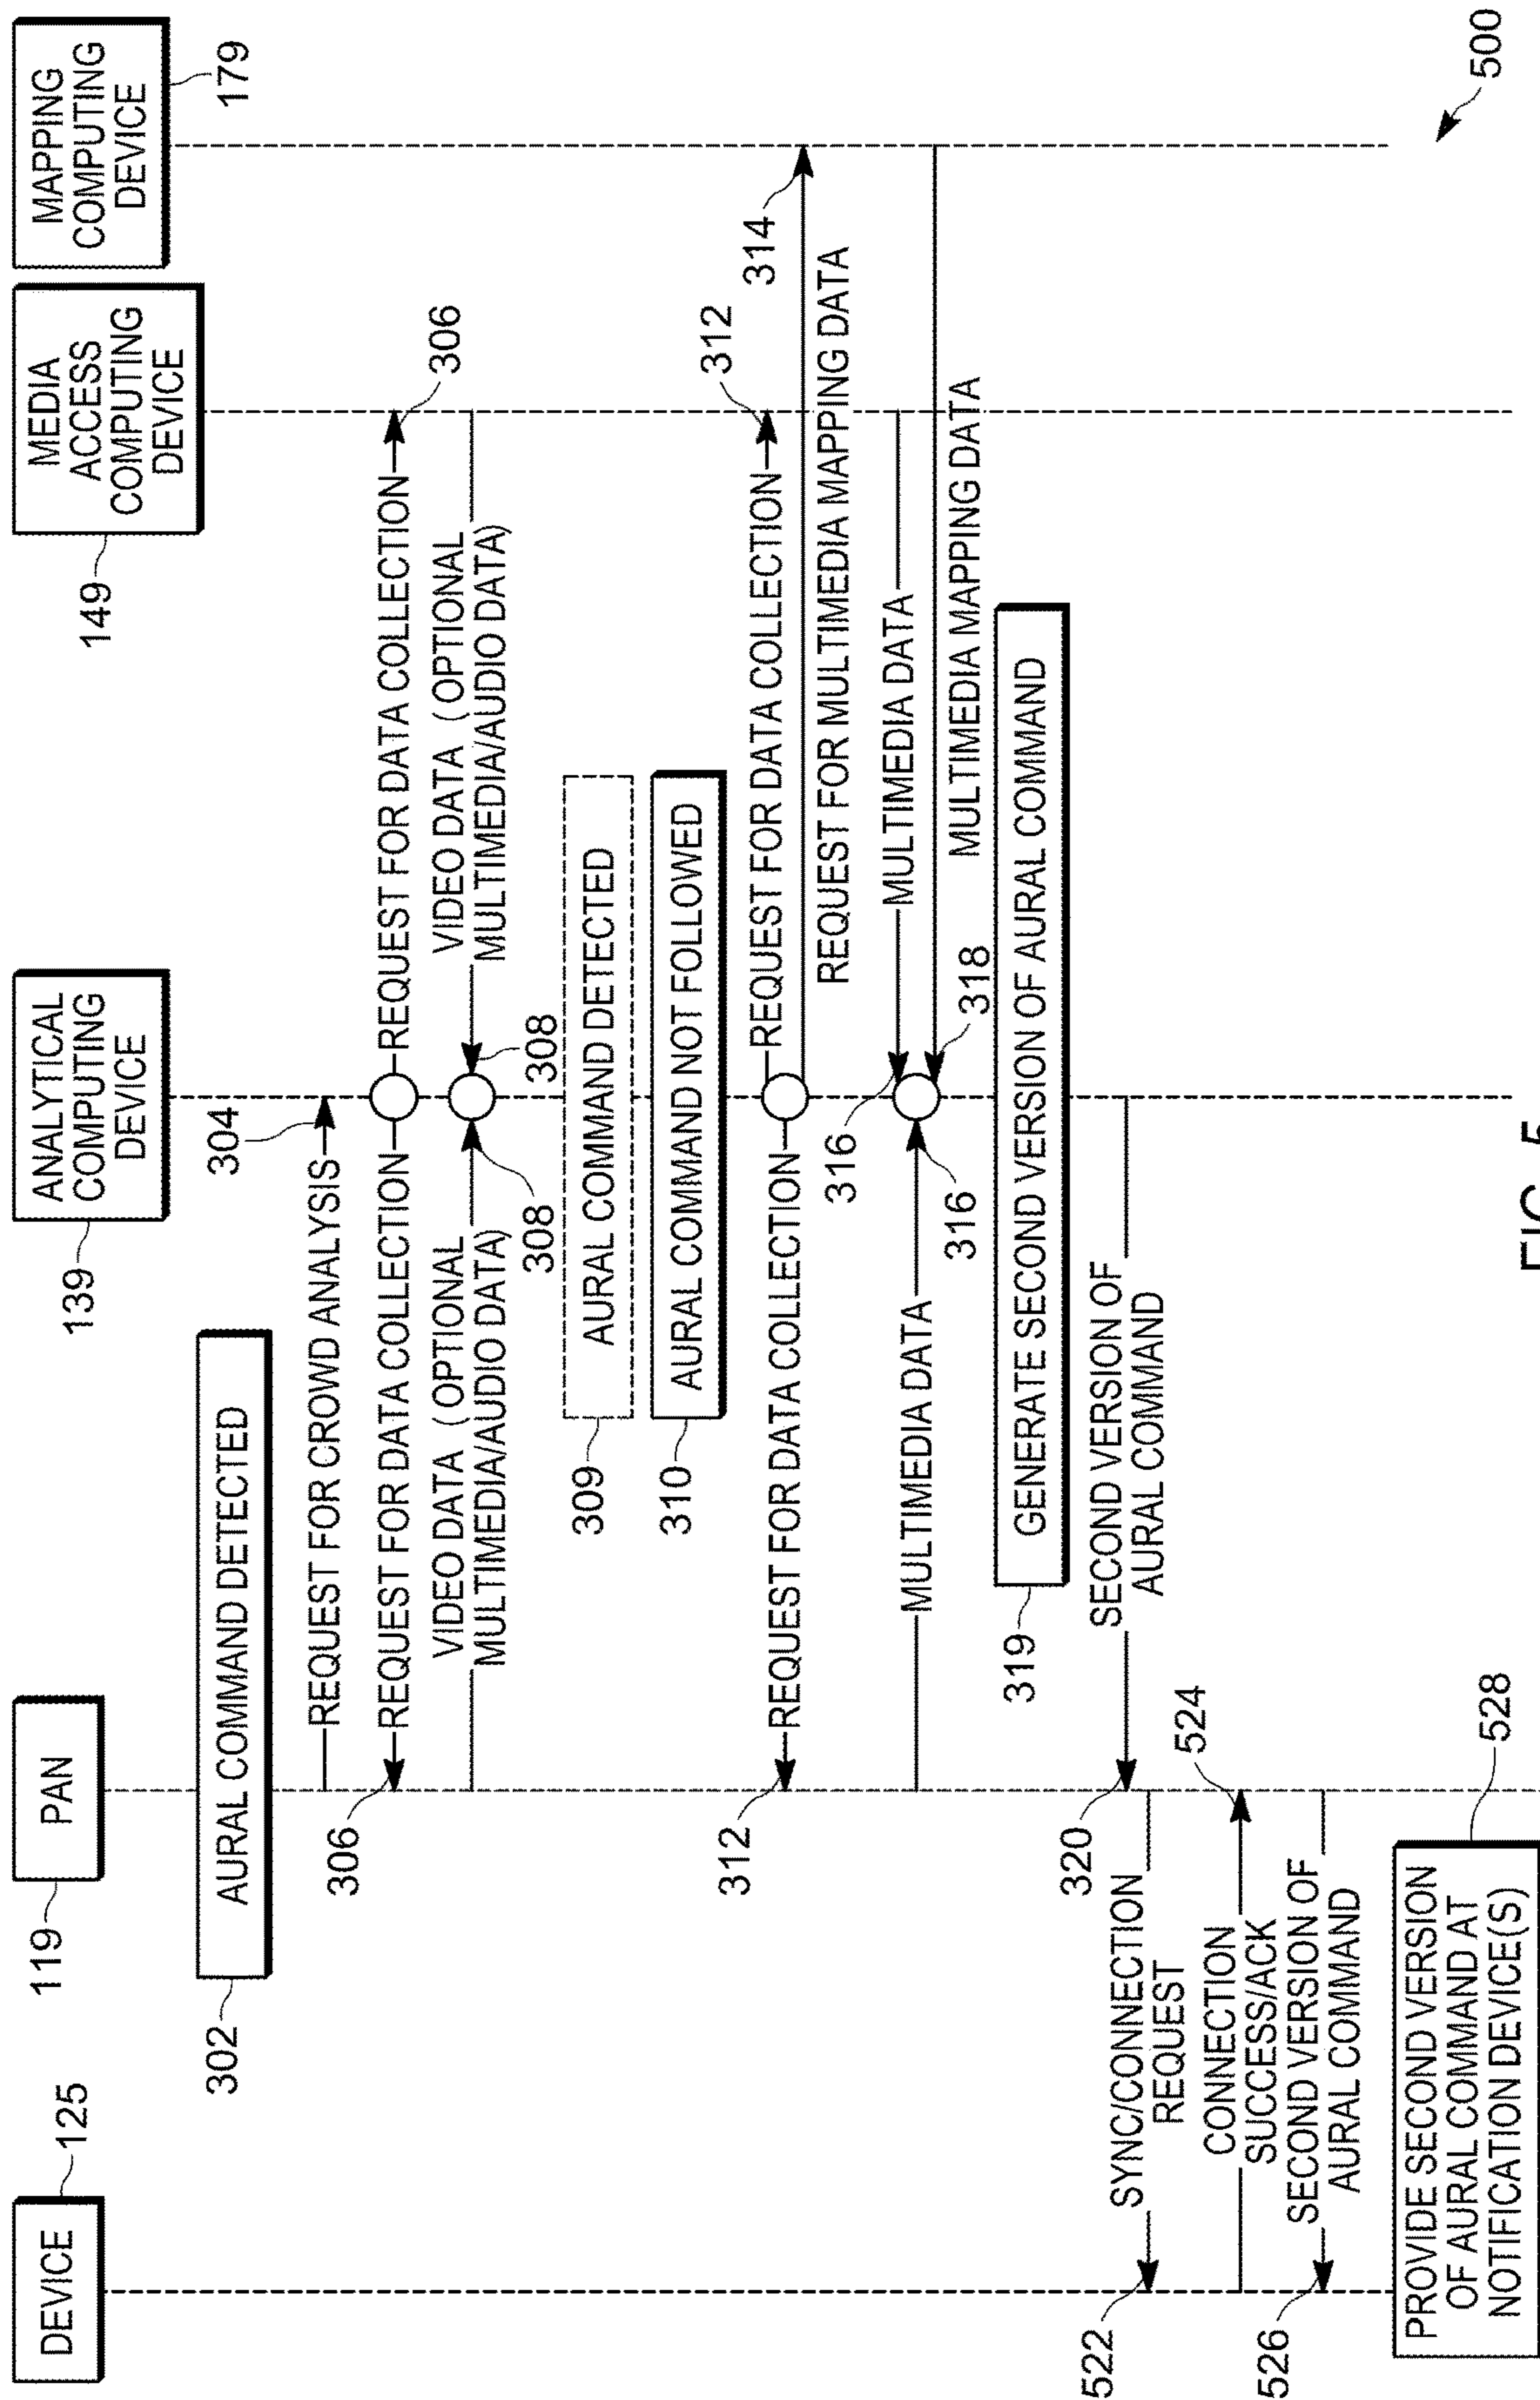 DEVICE
125
PAN
119
ANALYTICAL
COMPUTING
DEVICE
139
MEDIA
ACCESS
COMPUTING
DEVICE
149
MAPPING
COMPUTING
DEVICE
179
AURAL COMMAND DETECTED
302
304
REQUEST FOR CROWD ANALYSIS
306
REQUEST FOR DATA COLLECTION
REQUEST FOR DATA COLLECTION
306
VIDEO DATA (OPTIONAL
MULTIMEDIA/AUDIO DATA)
308
308
VIDEO DATA (OPTIONAL
MULTIMEDIA/AUDIO DATA)
309
AURAL COMMAND DETECTED
310
AURAL COMMAND NOT FOLLOWED
312
REQUEST FOR DATA COLLECTION
REQUEST FOR DATA COLLECTION
312
314
REQUEST FOR MULTIMEDIA MAPPING DATA
316
MULTIMEDIA DATA
MULTIMEDIA DATA
316
318
MULTIMEDIA MAPPING DATA
319
GENERATE SECOND VERSION OF AURAL COMMAND
320
SECOND VERSION OF
AURAL COMMAND
522
SYNC/CONNECTION
REQUEST
524
CONNECTION
SUCCESS/ACK
526
SECOND VERSION OF
AURAL COMMAND
528
PROVIDE SECOND VERSION
OF AURAL COMMAND AT
NOTIFICATION DEVICE(S)
500
FIG. 5